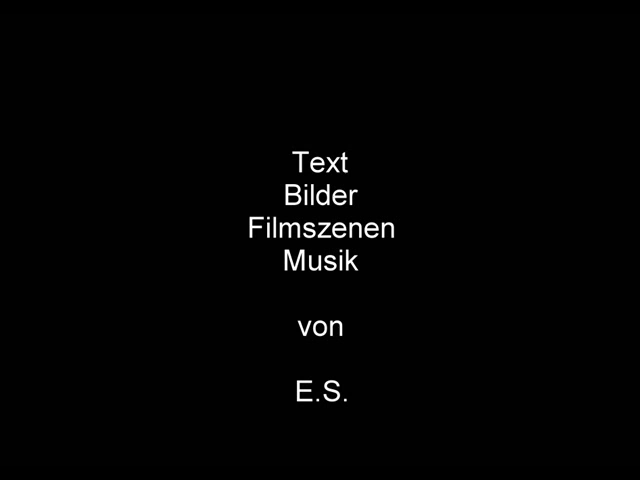 Text
Bilder
Filmszenen
Musik
von
E.S.